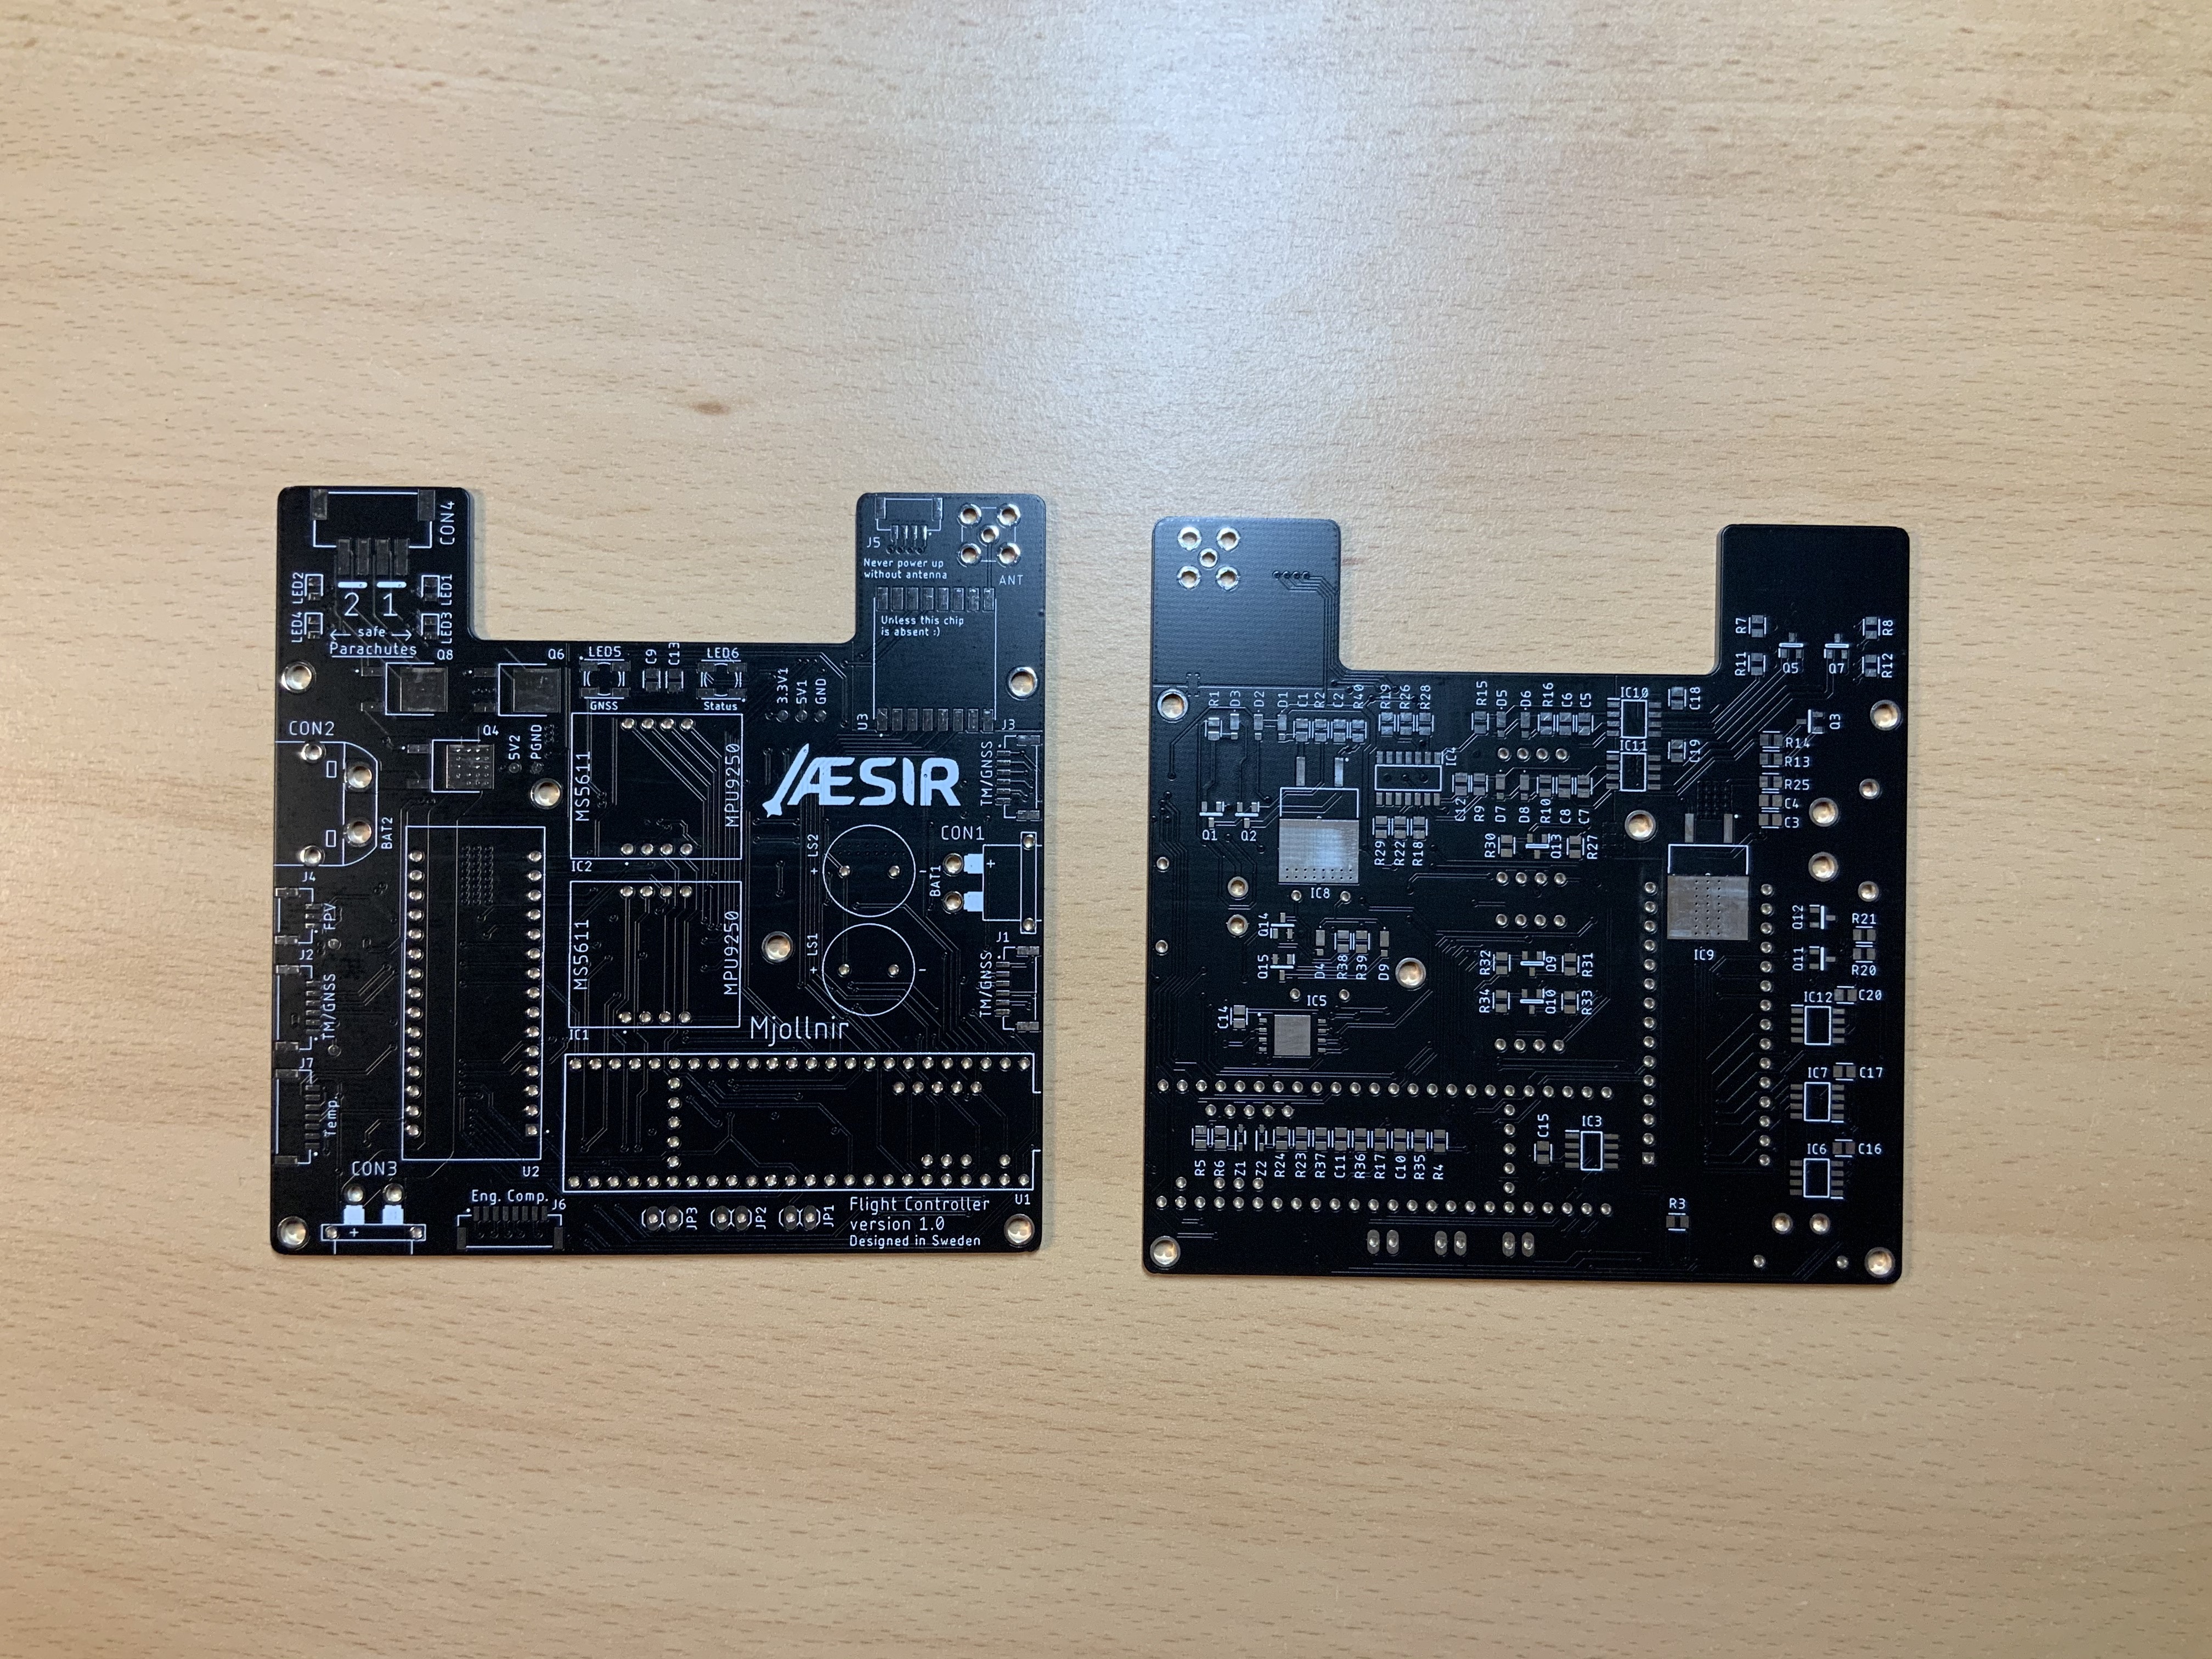 CON4
LED2
LED1
LED4
LED3
2 1
safe
Parachutes
Q8
Q6
LED5
GNSS
C9
C13
LED6
Status
3.3V1
5V1
GND
J5
Never power up
without antenna
ANT
Unless this chip
is absent :)
U3
J3
TM/GNSS
CON2
BAT2
Q4
5V2
PGND
MS5611
MPU9250
IC2
ÆSIR
LS2
+
-
CON1
BAT1
+
J4
FPV
J2
TM/GNSS
J7
Temp.
MS5611
MPU9250
IC1
LS1
+
-
J1
TM/GNSS
Mjollnir
U2
CON3
+
Eng. Comp.
J6
JP3
JP2
JP1
U1
Flight Controller
version 1.0
Designed in Sweden
R7
R8
R11
Q5
Q7
R12
R1
D3
D2
D1
C1
R2
C2
R40
R19
R26
R28
R15
D5
D6
R16
C6
C5
IC10
C18
Q3
IC4
IC11
C19
R14
R13
R25
C4
C3
Q1
Q2
C12
R9
D7
D8
R10
C8
C7
R29
R22
R18
R30
Q13
R27
IC8
IC9
Q14
Q15
D4
R38
R39
D9
R32
Q9
R31
R34
Q10
R33
Q12
R21
Q11
R20
IC5
C14
IC12
C20
IC7
C17
IC6
C16
C15
IC3
R5
R6
Z1
Z2
R24
R23
R37
C11
R36
R17
C10
R35
R4
R3